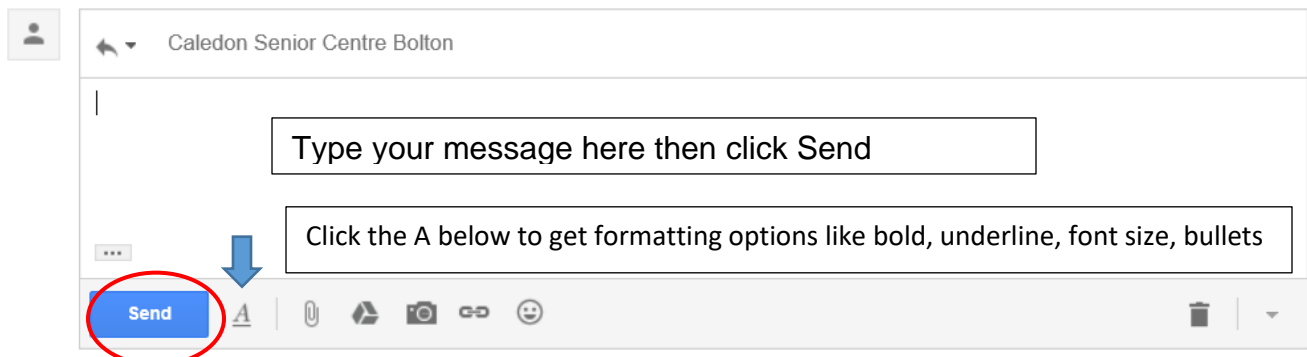 Caledon Senior Centre Bolton
Type your message here then click Send
Click the A below to get formatting options like bold, underline, font size, bullets
Send A